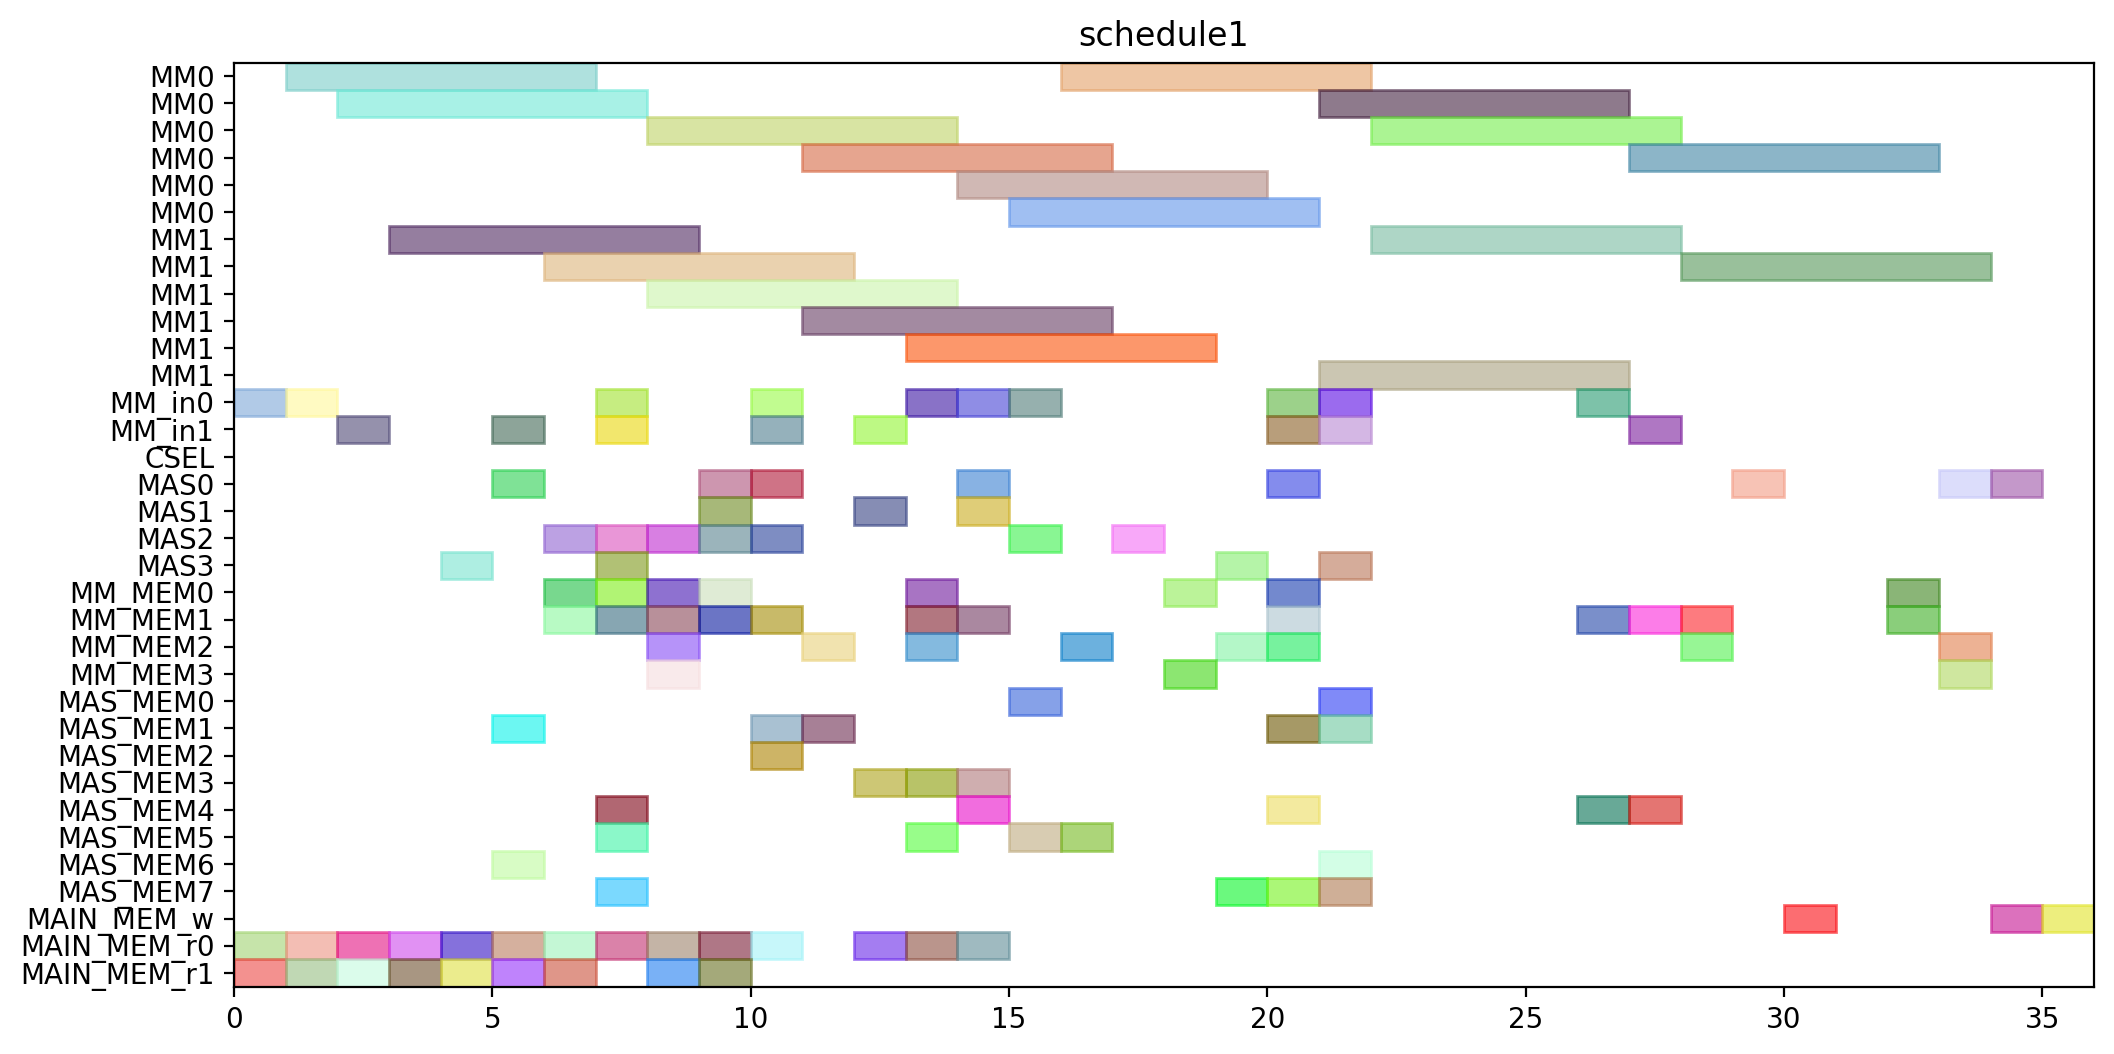 schedule1
MM0
MM0
MM0
MM0
MM0
MM0
MM1
MM1
MM1
MM1
MM1
MM1
MM_in0
MM_in1
CSEL
MAS0
MAS1
MAS2
MAS3
MM_MEM0
MM_MEM1
MM_MEM2
MM_MEM3
MAS_MEM0
MAS_MEM1
MAS_MEM2
MAS_MEM3
MAS_MEM4
MAS_MEM5
MAS_MEM6
MAS_MEM7
MAIN_MEM_w
MAIN_MEM_r0
MAIN_MEM_r1
0 5 10 15 20 25 30 35